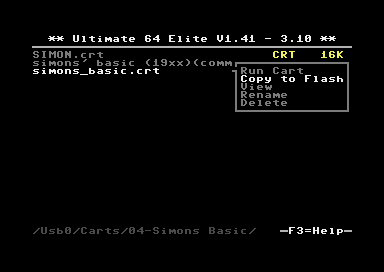 ** Ultimate 64 Elite V1.41 - 3.10 **
SIMON.crt CRT 16K
simons' basic (19xx)(comm
simons_basic.crt
Run Cart
Copy to Flash
View
Rename
Delete
/Usb0/Carts/04-Simons Basic/ F3=Help